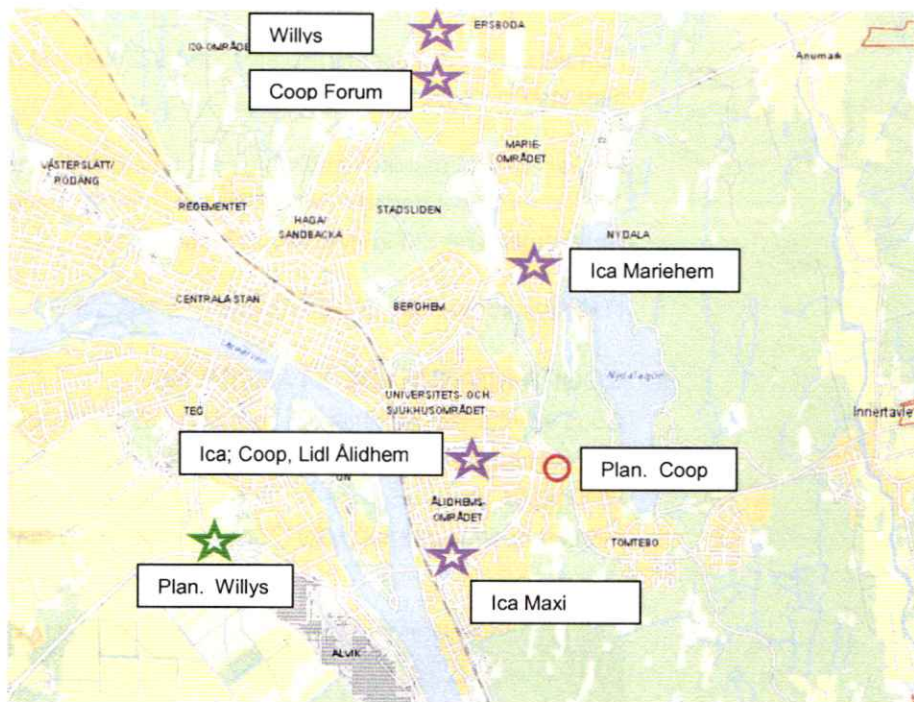 Willys
ERSBODA
I20-OMRÅDE
Anumark
Coop Forum
MARIE-
OMRÅDET
VÄSTERSLÄTT/
RÖDÄNG
REGEMENTET
STADSLIDEN
HAGA/
SANDBACKA
NYDALA
Ica Mariehem
CENTRALA STAN
BERGHEM
Nydalasjön
UNIVERSITETS- OCH
SJUKHUSOMRÅDET
TEG
Innertavle
Ica; Coop, Lidl Ålidhem
Plan. Coop
ÅLIDHEMS-
OMRÅDET
TOMTEBO
Plan. Willys
Ica Maxi